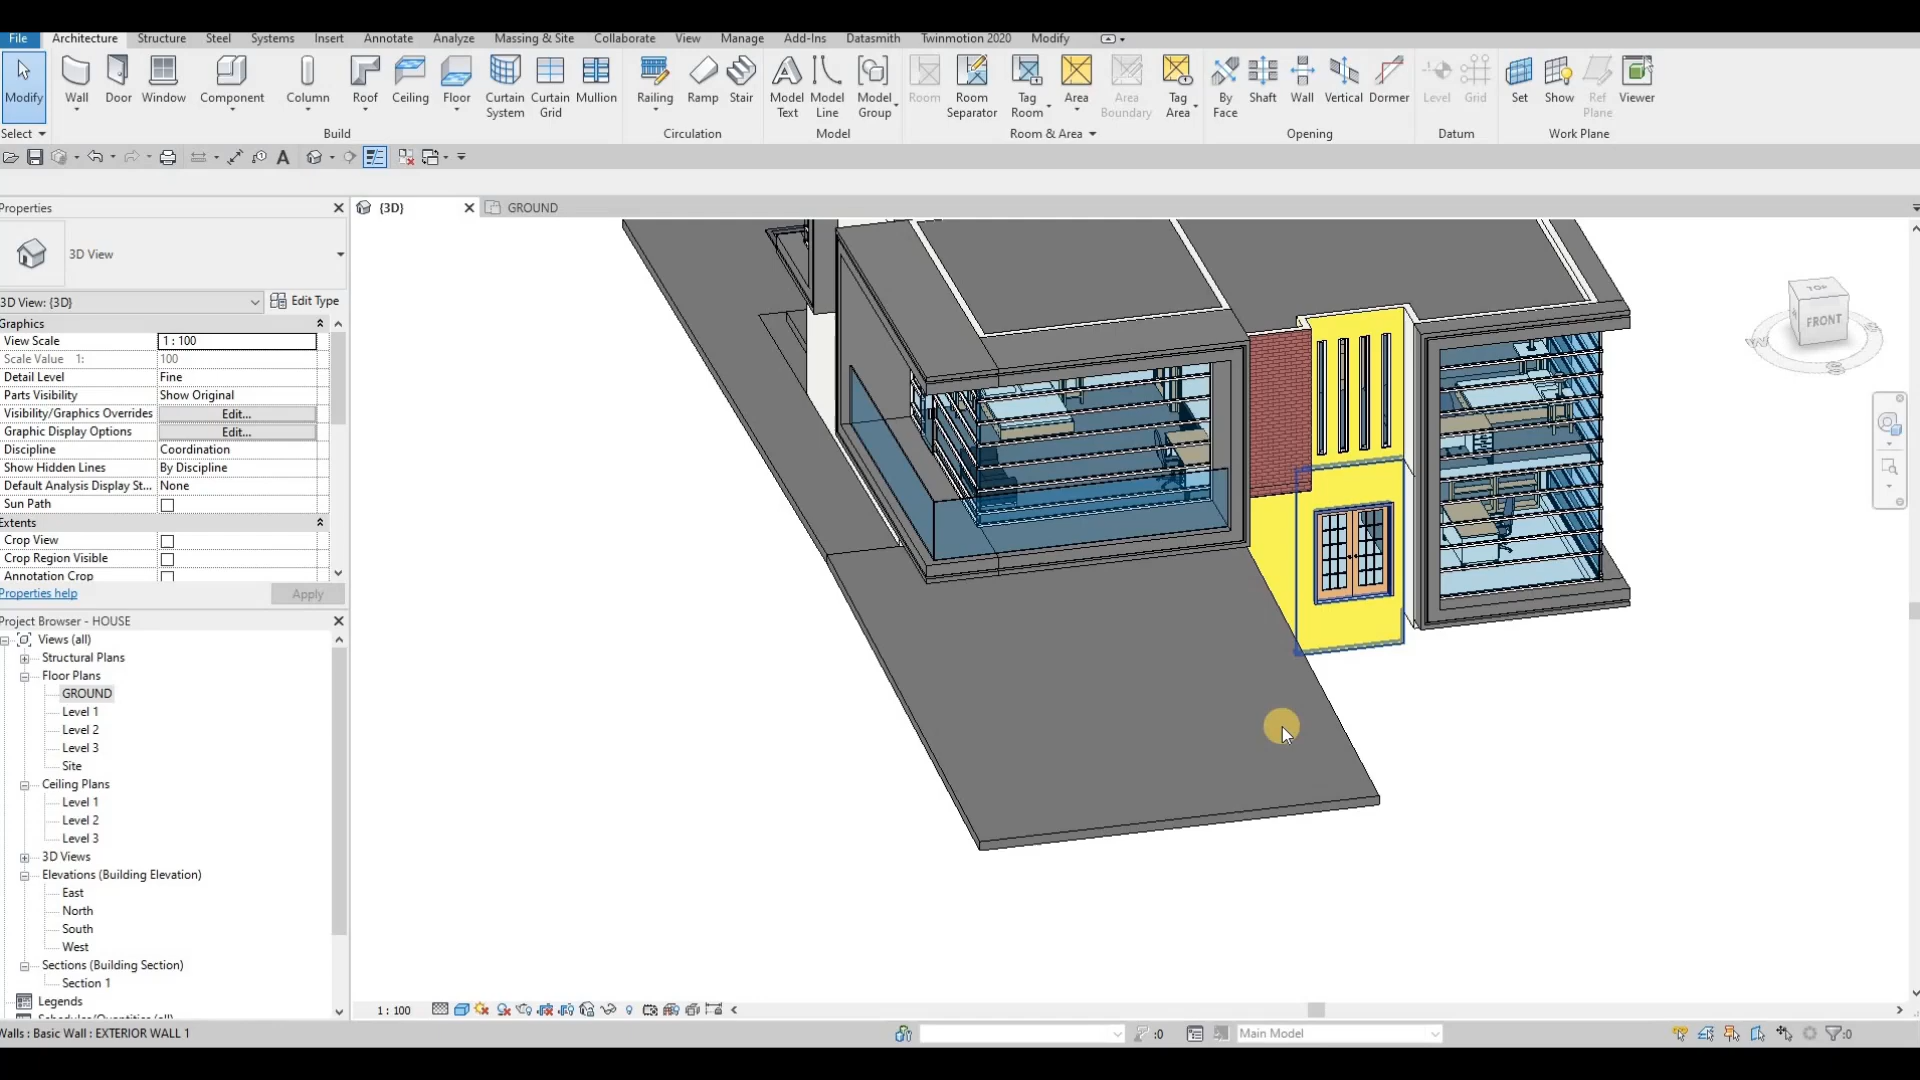 File Architecture Structure Steel Systems Insert Annotate Analyze Massing & Site Collaborate View Manage Add-Ins Datasmith Twinmotion 2020 Modify
Modify Wall Door Window Component Column Roof Ceiling Floor Curtain System Curtain Grid Mullion Railing Ramp Stair Model Text Model Line Model Group Room Room Separator Tag Room Area Area Boundary Tag Area By Face Shaft Wall Vertical Dormer Level Grid Set Show Ref Plane Viewer
Select Build Circulation Model Room & Area Opening Datum Work Plane
Properties
{3D} GROUND
3D View
3D View: {3D} Edit Type
Graphics
View Scale 1 : 100
Scale Value 1: 100
Detail Level Fine
Parts Visibility Show Original
Visibility/Graphics Overrides Edit...
Graphic Display Options Edit...
Discipline Coordination
Show Hidden Lines By Discipline
Default Analysis Display St... None
Sun Path
Extents
Crop View
Crop Region Visible
Annotation Crop
Properties help Apply
Project Browser - HOUSE
Views (all)
Structural Plans
Floor Plans
GROUND
Level 1
Level 2
Level 3
Site
Ceiling Plans
Level 1
Level 2
Level 3
3D Views
Elevations (Building Elevation)
East
North
South
West
Sections (Building Section)
Section 1
Legends
TOP
FRONT
W
1 : 100
Walls : Basic Wall : EXTERIOR WALL 1
:0 Main Model :0